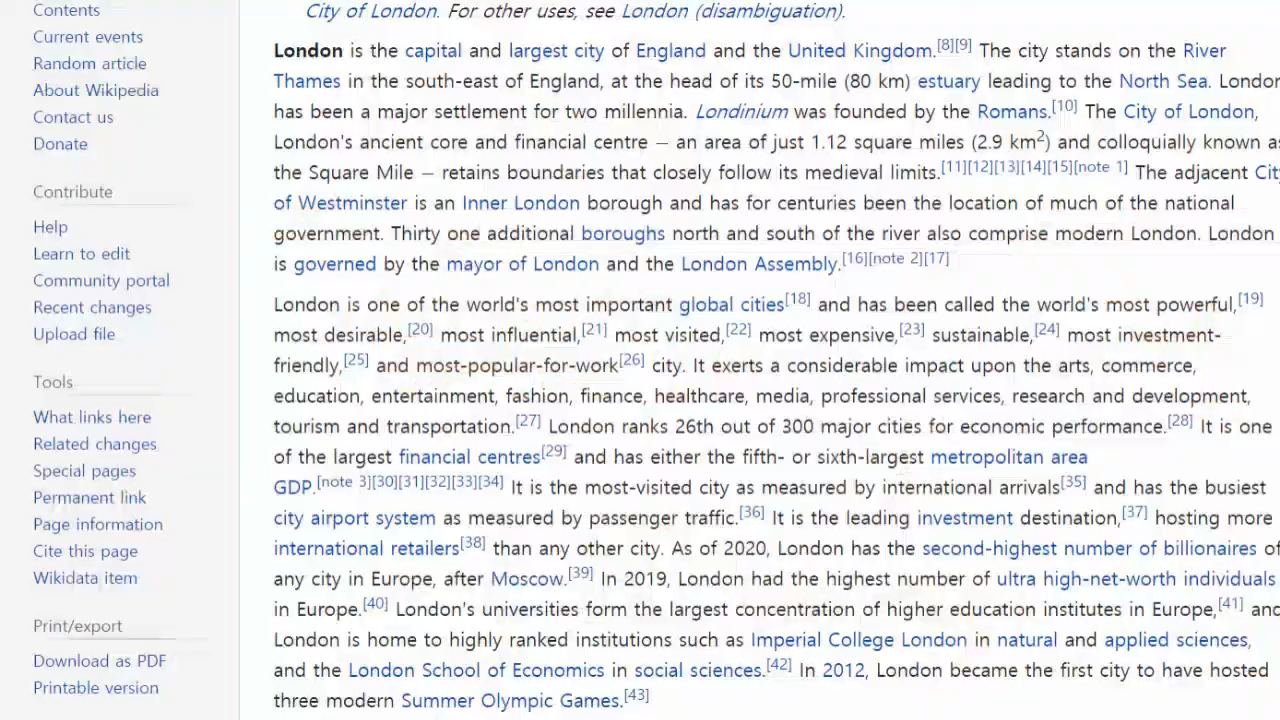 Contents
Current events
Random article
About Wikipedia
Contact us
Donate
Contribute
Help
Learn to edit
Community portal
Recent changes
Upload file
Tools
What links here
Related changes
Special pages
Permanent link
Page information
Cite this page
Wikidata item
Print/export
Download as PDF
Printable version
City of London. For other uses, see London (disambiguation).
London is the capital and largest city of England and the United Kingdom.[8][9] The city stands on the River
Thames in the south-east of England, at the head of its 50-mile (80 km) estuary leading to the North Sea. London
has been a major settlement for two millennia. Londinium was founded by the Romans.[10] The City of London,
London's ancient core and financial centre – an area of just 1.12 square miles (2.9 km2) and colloquially known as
the Square Mile – retains boundaries that closely follow its medieval limits.[11][12][13][14][15][note 1] The adjacent City
of Westminster is an Inner London borough and has for centuries been the location of much of the national
government. Thirty one additional boroughs north and south of the river also comprise modern London. London
is governed by the mayor of London and the London Assembly.[16][note 2][17]
London is one of the world's most important global cities[18] and has been called the world's most powerful,[19]
most desirable,[20] most influential,[21] most visited,[22] most expensive,[23] sustainable,[24] most investment-
friendly,[25] and most-popular-for-work[26] city. It exerts a considerable impact upon the arts, commerce,
education, entertainment, fashion, finance, healthcare, media, professional services, research and development,
tourism and transportation.[27] London ranks 26th out of 300 major cities for economic performance.[28] It is one
of the largest financial centres[29] and has either the fifth- or sixth-largest metropolitan area
GDP.[note 3][30][31][32][33][34] It is the most-visited city as measured by international arrivals[35] and has the busiest
city airport system as measured by passenger traffic.[36] It is the leading investment destination,[37] hosting more
international retailers[38] than any other city. As of 2020, London has the second-highest number of billionaires of
any city in Europe, after Moscow.[39] In 2019, London had the highest number of ultra high-net-worth individuals
in Europe.[40] London's universities form the largest concentration of higher education institutes in Europe,[41] and
London is home to highly ranked institutions such as Imperial College London in natural and applied sciences,
and the London School of Economics in social sciences.[42] In 2012, London became the first city to have hosted
three modern Summer Olympic Games.[43]